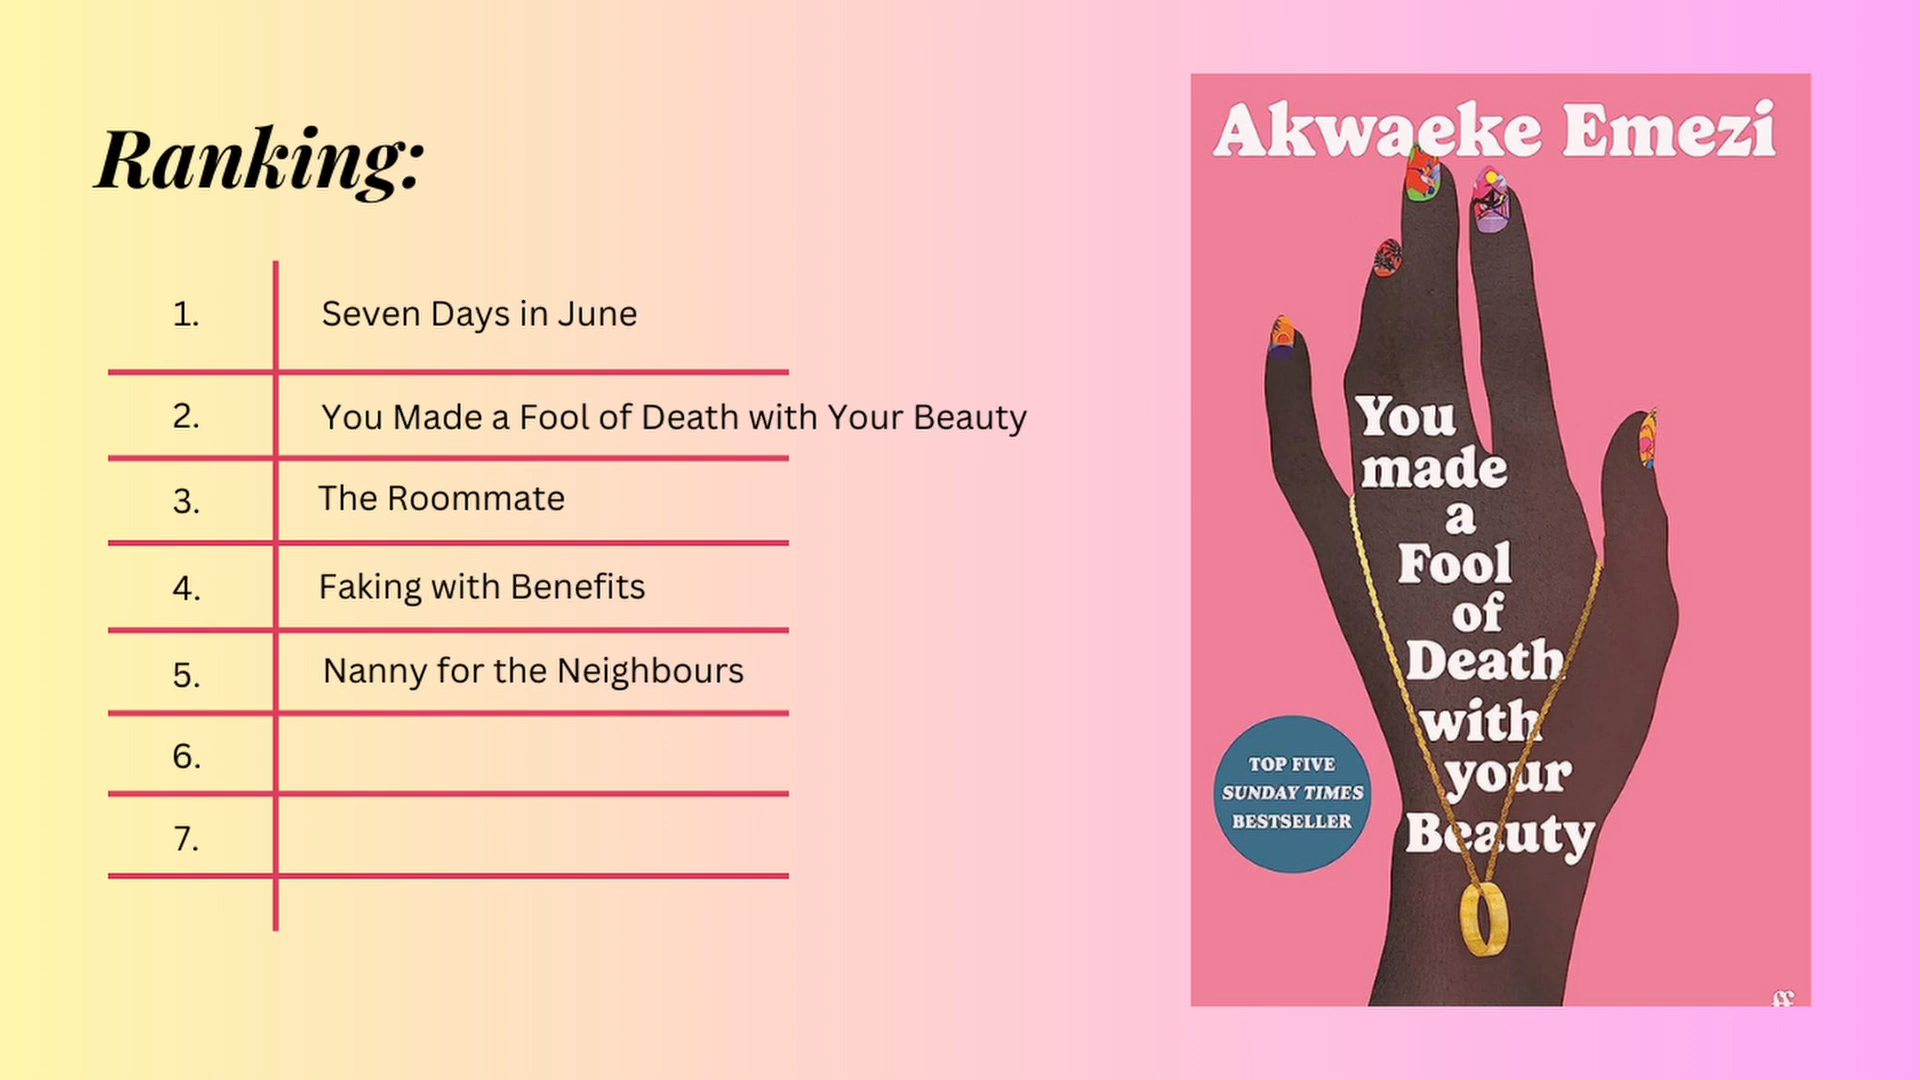 Ranking:
1. Seven Days in June
2. You Made a Fool of Death with Your Beauty
3. The Roommate
4. Faking with Benefits
5. Nanny for the Neighbours
6.
7.
Akwaeke Emezi
You
made
a
Fool
of
Death
with
your
Beauty
TOP FIVE
SUNDAY TIMES
BESTSELLER
ff